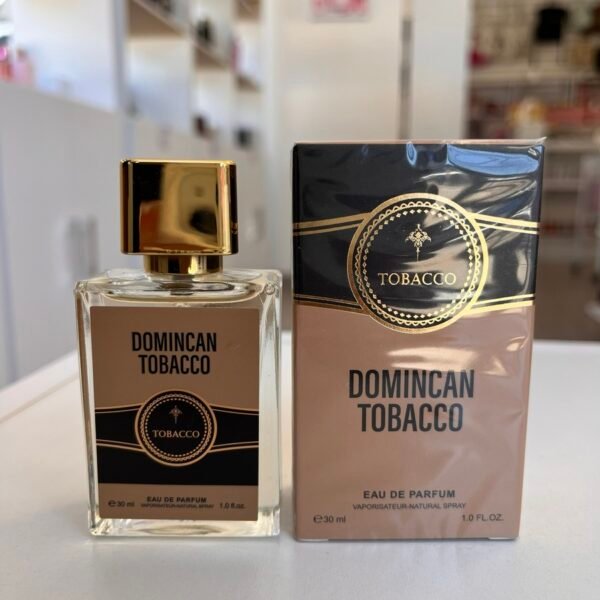 DOMINCAN
TOBACCO
TOBACCO
EAU DE PARFUM
VAPORISATEUR-NATURAL SPRAY
℮30 ml
1.0 fl.oz.
TOBACCO
DOMINCAN
TOBACCO
EAU DE PARFUM
VAPORISATEUR-NATURAL SPRAY
℮30 ml
1.0 FL.OZ.